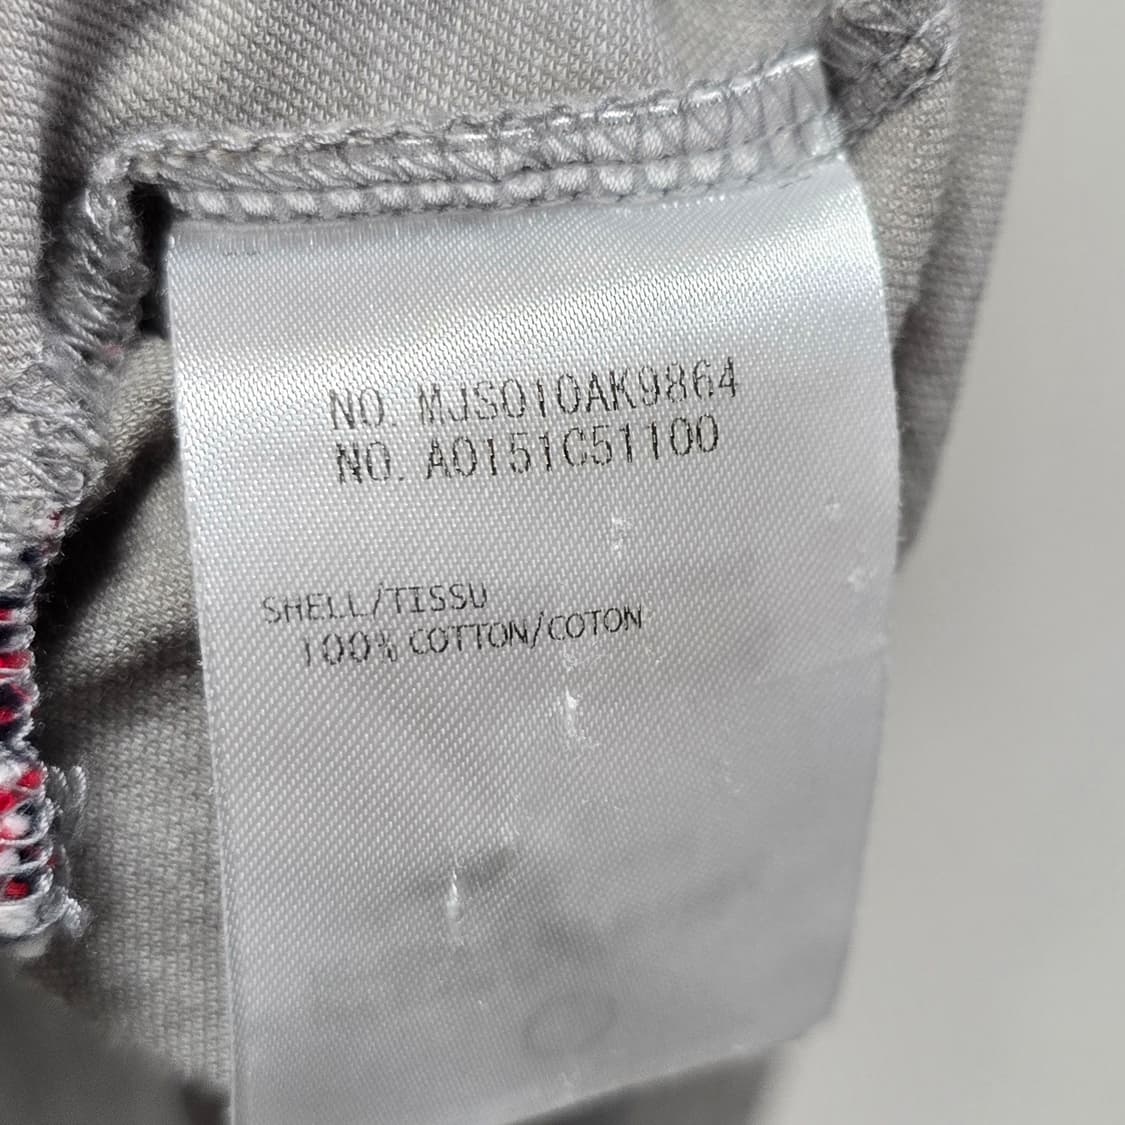 NO. MJS010AK9864
NO. A0151C51100
SHELL/TISSU
100% COTTON/COTON